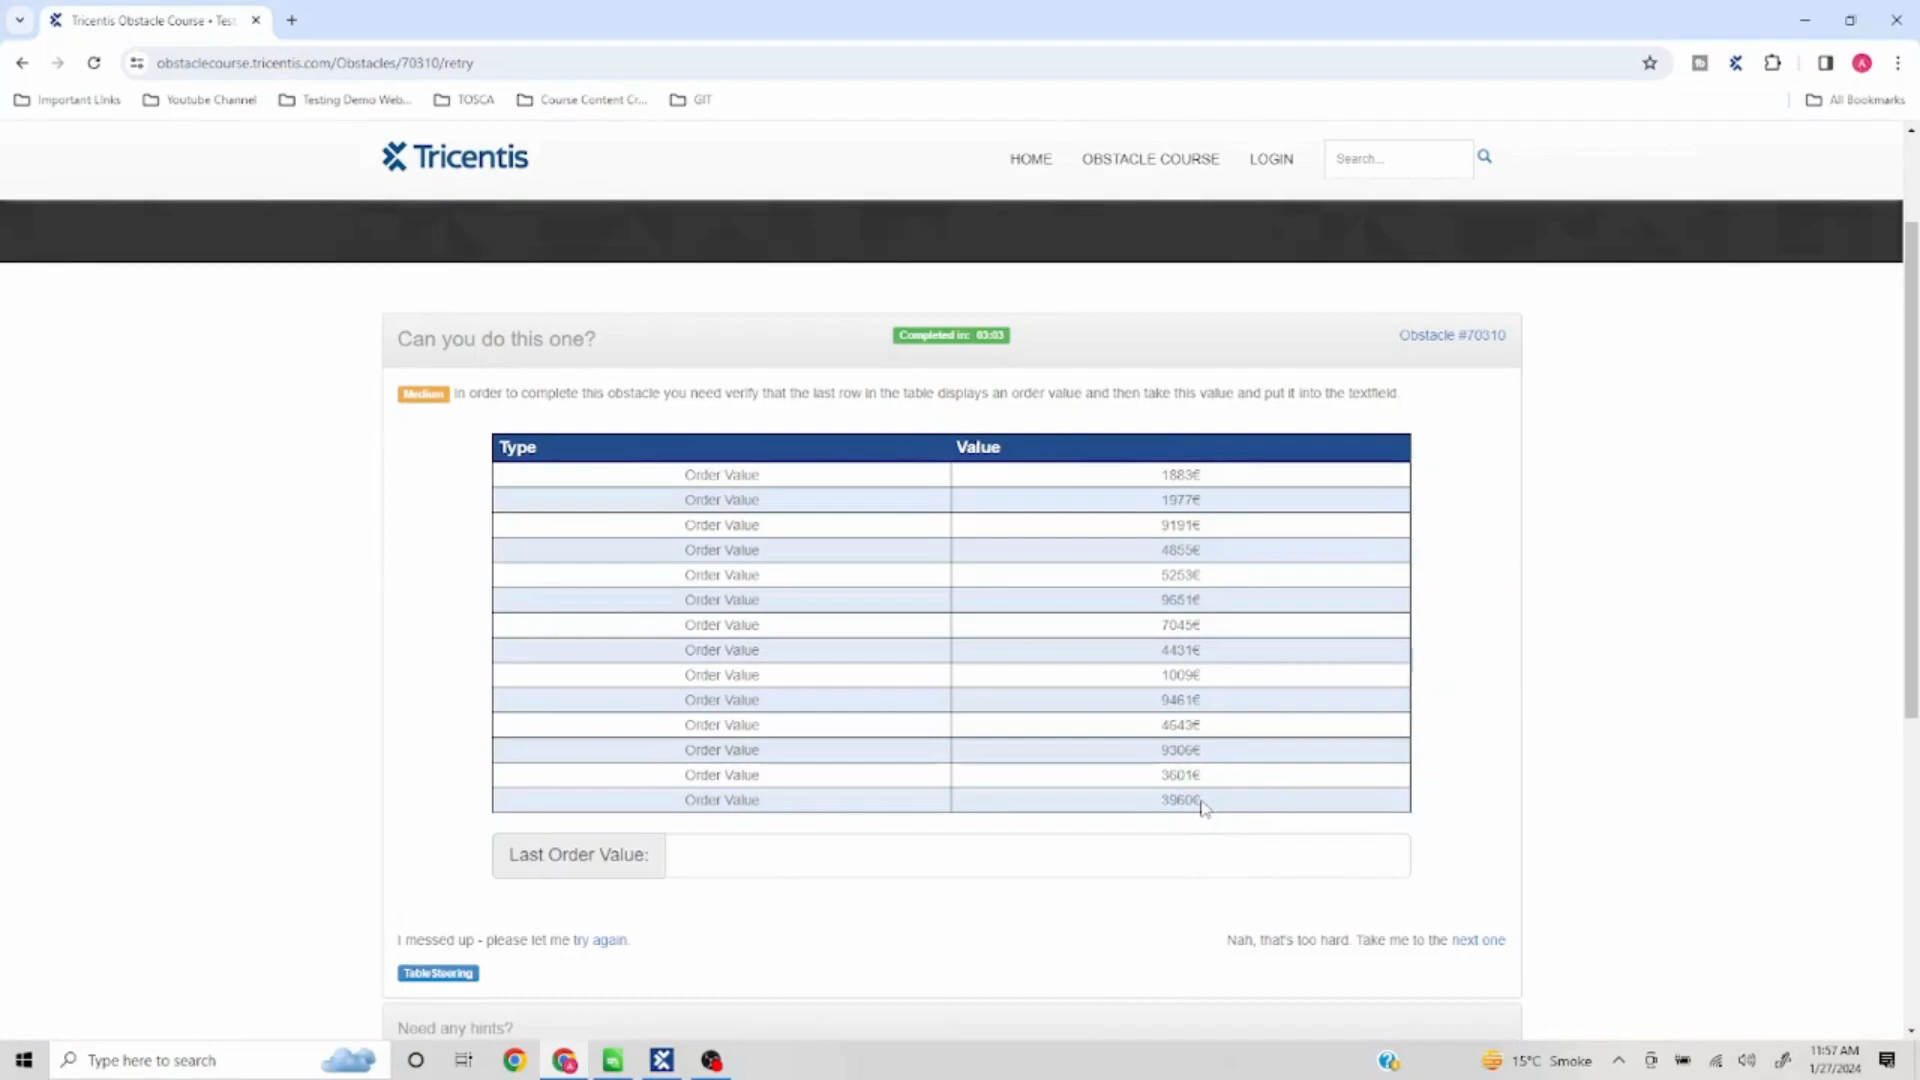 Tricentis Obstacle Course • Tes
obstaclecourse.tricentis.com/Obstacles/70310/retry
Important Links
Youtube Channel
Testing Demo Web...
TOSCA
Course Content Cr...
GIT
All Bookmarks
Tricentis
HOME
OBSTACLE COURSE
LOGIN
Search...
Can you do this one?
Completed in: 03:03
Obstacle #70310
Medium In order to complete this obstacle you need verify that the last row in the table displays an order value and then take this value and put it into the textfield.
Type Value
Order Value 1883€
Order Value 1977€
Order Value 9191€
Order Value 4855€
Order Value 5253€
Order Value 9651€
Order Value 7045€
Order Value 4431€
Order Value 1009€
Order Value 9461€
Order Value 4643€
Order Value 9306€
Order Value 3601€
Order Value 3960€
Last Order Value:
I messed up - please let me try again.
Nah, that's too hard. Take me to the next one
TableSteering
Need any hints?
Type here to search
15°C Smoke
11:57 AM
1/27/2024